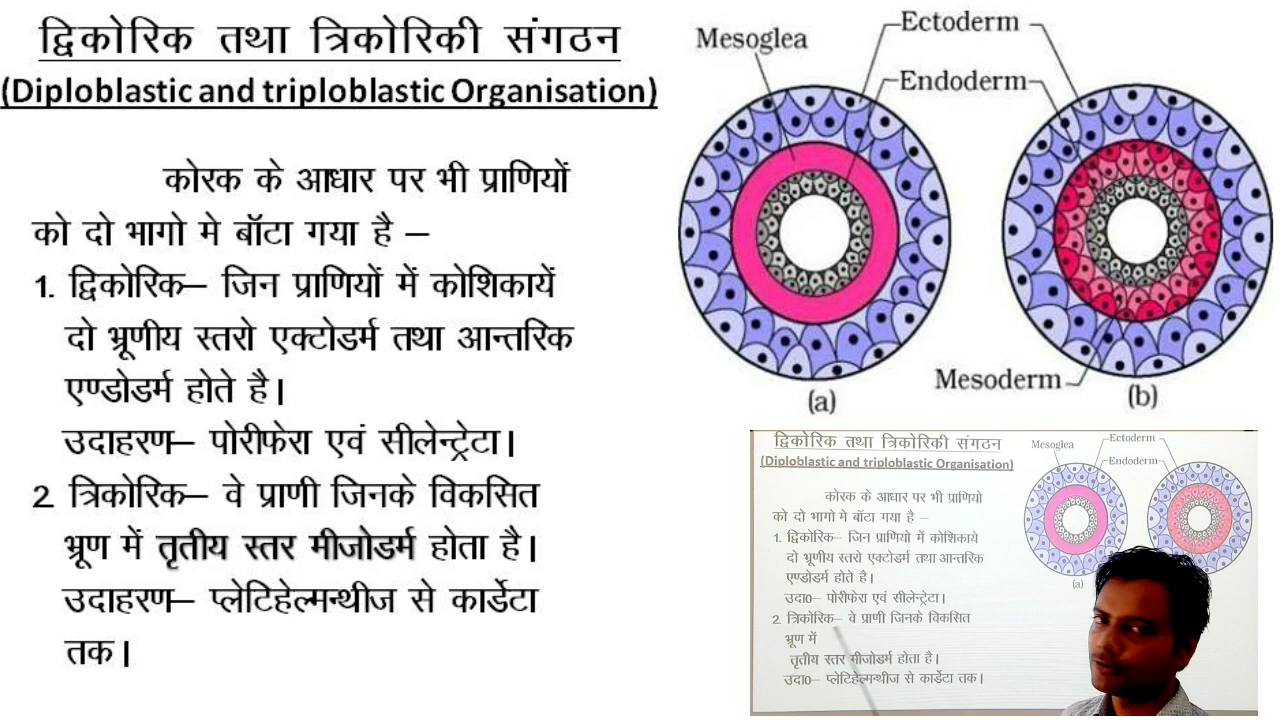 द्विकोरिक तथा त्रिकोरिकी संगठन
(Diploblastic and triploblastic Organisation)
कोरक के आधार पर भी प्राणियों
को दो भागो मे बॉटा गया है –
1. द्विकोरिक– जिन प्राणियों में कोशिकायें
दो भ्रूणीय स्तरो एक्टोडर्म तथा आन्तरिक
एण्डोडर्म होते है।
उदाहरण– पोरीफेरा एवं सीलेन्ट्रेटा।
2. त्रिकोरिक– वे प्राणी जिनके विकसित
भ्रूण में तृतीय स्तर मीजोडर्म होता है।
उदाहरण– प्लेटिहेल्मन्थीज से कार्डेटा
तक।
Mesoglea
Ectoderm
Endoderm
Mesoderm
(a)
(b)
द्विकोरिक तथा त्रिकोरिकी संगठन
(Diploblastic and triploblastic Organisation)
कोरक के आधार पर भी प्राणियो
को दो भागो मे बॉटा गया है –
1. द्विकोरिक– जिन प्राणियो में कोशिकाये
दो भ्रूणीय स्तरो एक्टोडर्म तथा आन्तरिक
एण्डोडर्म होते है।
उदा0– पोरीफेरा एवं सीलेन्ट्रेटा।
2. त्रिकोरिक– वे प्राणी जिनके विकसित
भ्रूण में
तृतीय स्तर मीजोडर्म होता है।
उदा0– प्लेटिहेल्मन्थीज से कार्डेटा तक।
Mesoglea
Ectoderm
Endoderm
(a)